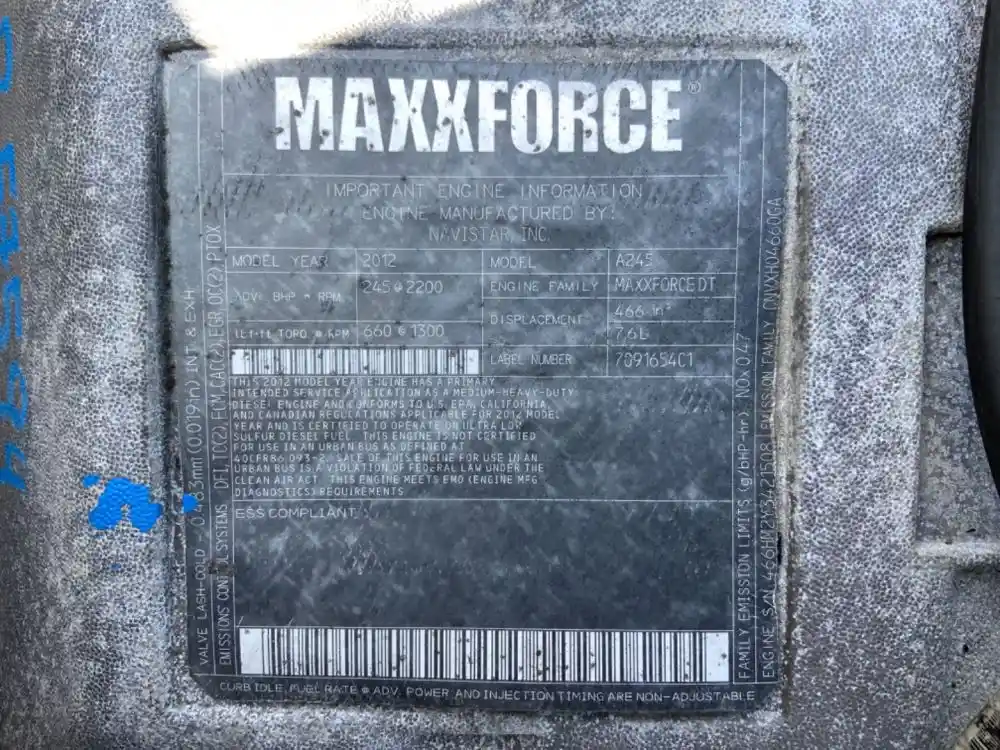 MAXXFORCE®
IMPORTANT ENGINE INFORMATION
ENGINE MANUFACTURED BY:
NAVISTAR, INC.
MODEL YEAR 2012 MODEL A245
ADV. BHP @ RPM 245 @ 2200 ENGINE FAMILY MAXXFORCE DT
DISPLACEMENT 466 in³
7.6L
@ RPM 660 @ 1300
LABEL NUMBER 7091654C1
THIS 2012 MODEL YEAR ENGINE HAS A PRIMARY
INTENDED SERVICE APPLICATION AS A MEDIUM-HEAVY-DUTY
DIESEL ENGINE AND CONFORMS TO U.S. EPA, CALIFORNIA,
AND CANADIAN REGULATIONS APPLICABLE FOR 2012 MODEL
YEAR AND IS CERTIFIED TO OPERATE ON ULTRA LOW
SULFUR DIESEL FUEL. THIS ENGINE IS NOT CERTIFIED
FOR USE IN AN URBAN BUS AS DEFINED AT
40CFR86.093-2. SALE OF THIS ENGINE FOR USE IN AN
URBAN BUS IS A VIOLATION OF FEDERAL LAW UNDER THE
CLEAN AIR ACT. THIS ENGINE MEETS EMD (ENGINE MFG
DIAGNOSTICS) REQUIREMENTS
ESS COMPLIANT
CURB IDLE, FUEL RATE @ ADV. POWER AND INJECTION TIMING ARE NON-ADJUSTABLE
VALVE LASH-COLD 0.483mm(0.019in) INT & EXH
EMISSIONS CONTROL SYSTEMS DFI,TC(2),ECM,CAC(2),EGR,OC(2),PTOX
FAMILY EMISSION LIMITS (g/bHP-hr) NOx 0.47
ENGINE S/N 466HM2Y3421508 EMISSION FAMILY CNVXH04660GA